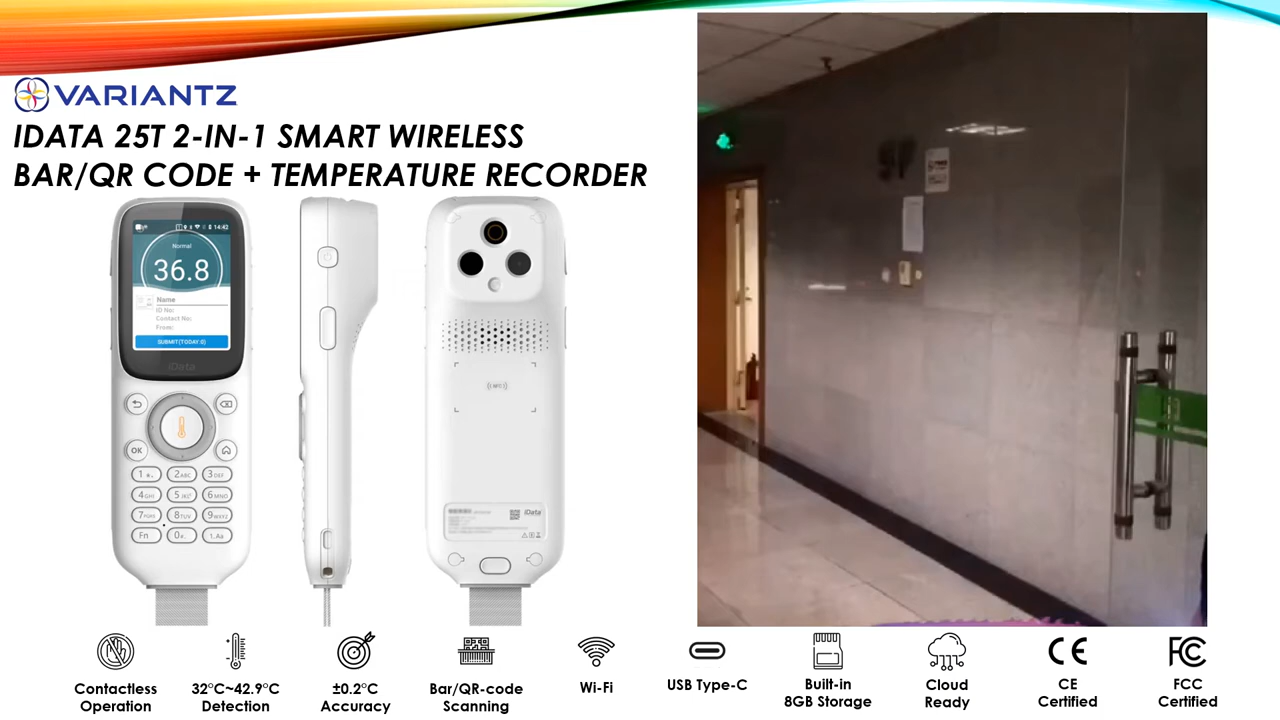 VARIANTZ
IDATA 25T 2-IN-1 SMART WIRELESS
BAR/QR CODE + TEMPERATURE RECORDER
14:43
Normal
36.8
Name
ID No:
Contact No:
From:
SUBMIT(TODAY:0)
iData
OK
1
2ABC
3DEF
4GHI
5JKL
6MNO
7PQRS
8TUV
9WXYZ
Fn
0
1.Aa
iData
Contactless
Operation
32°C~42.9°C
Detection
±0.2°C
Accuracy
Bar/QR-code
Scanning
Wi-Fi
USB Type-C
Built-in
8GB Storage
Cloud
Ready
CE
CE
Certified
FC
FCC
Certified